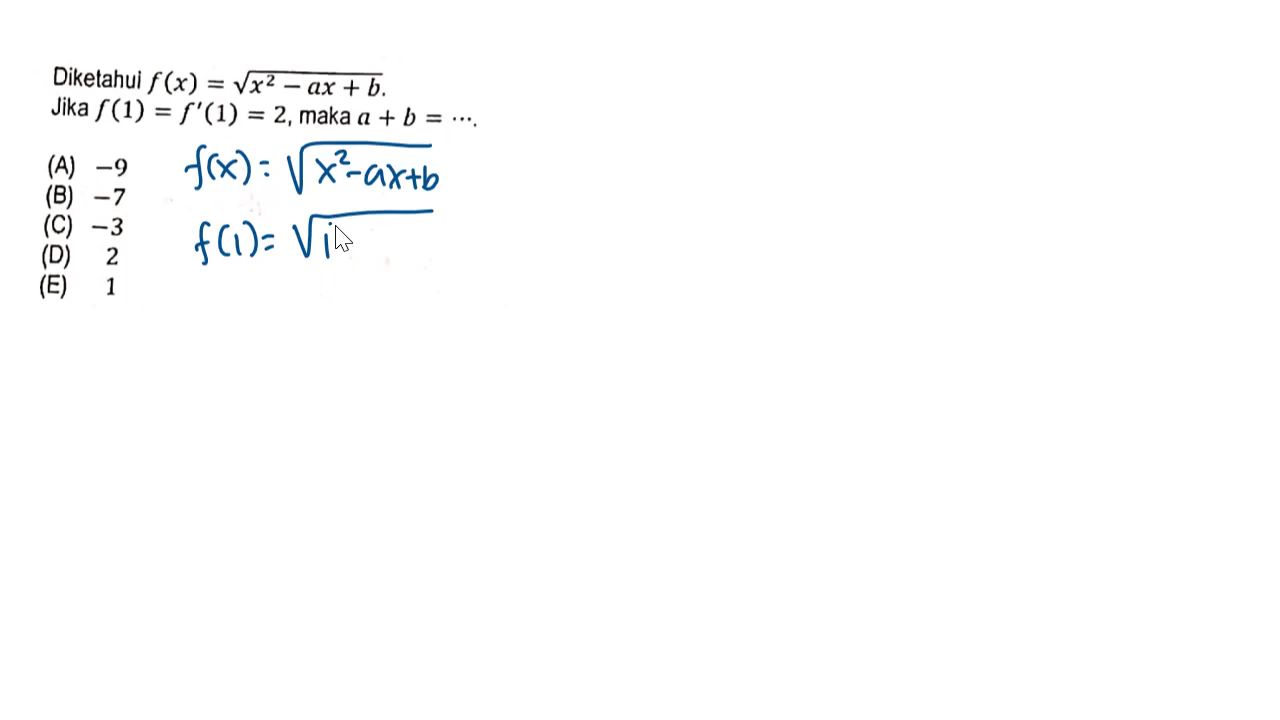 Diketahui f(x) = √x² − ax + b.
Jika f(1) = f′(1) = 2, maka a + b = ⋯.
(A) −9
(B) −7
(C) −3
(D) 2
(E) 1
f(x) = √x²-ax+b
f(1) = √1